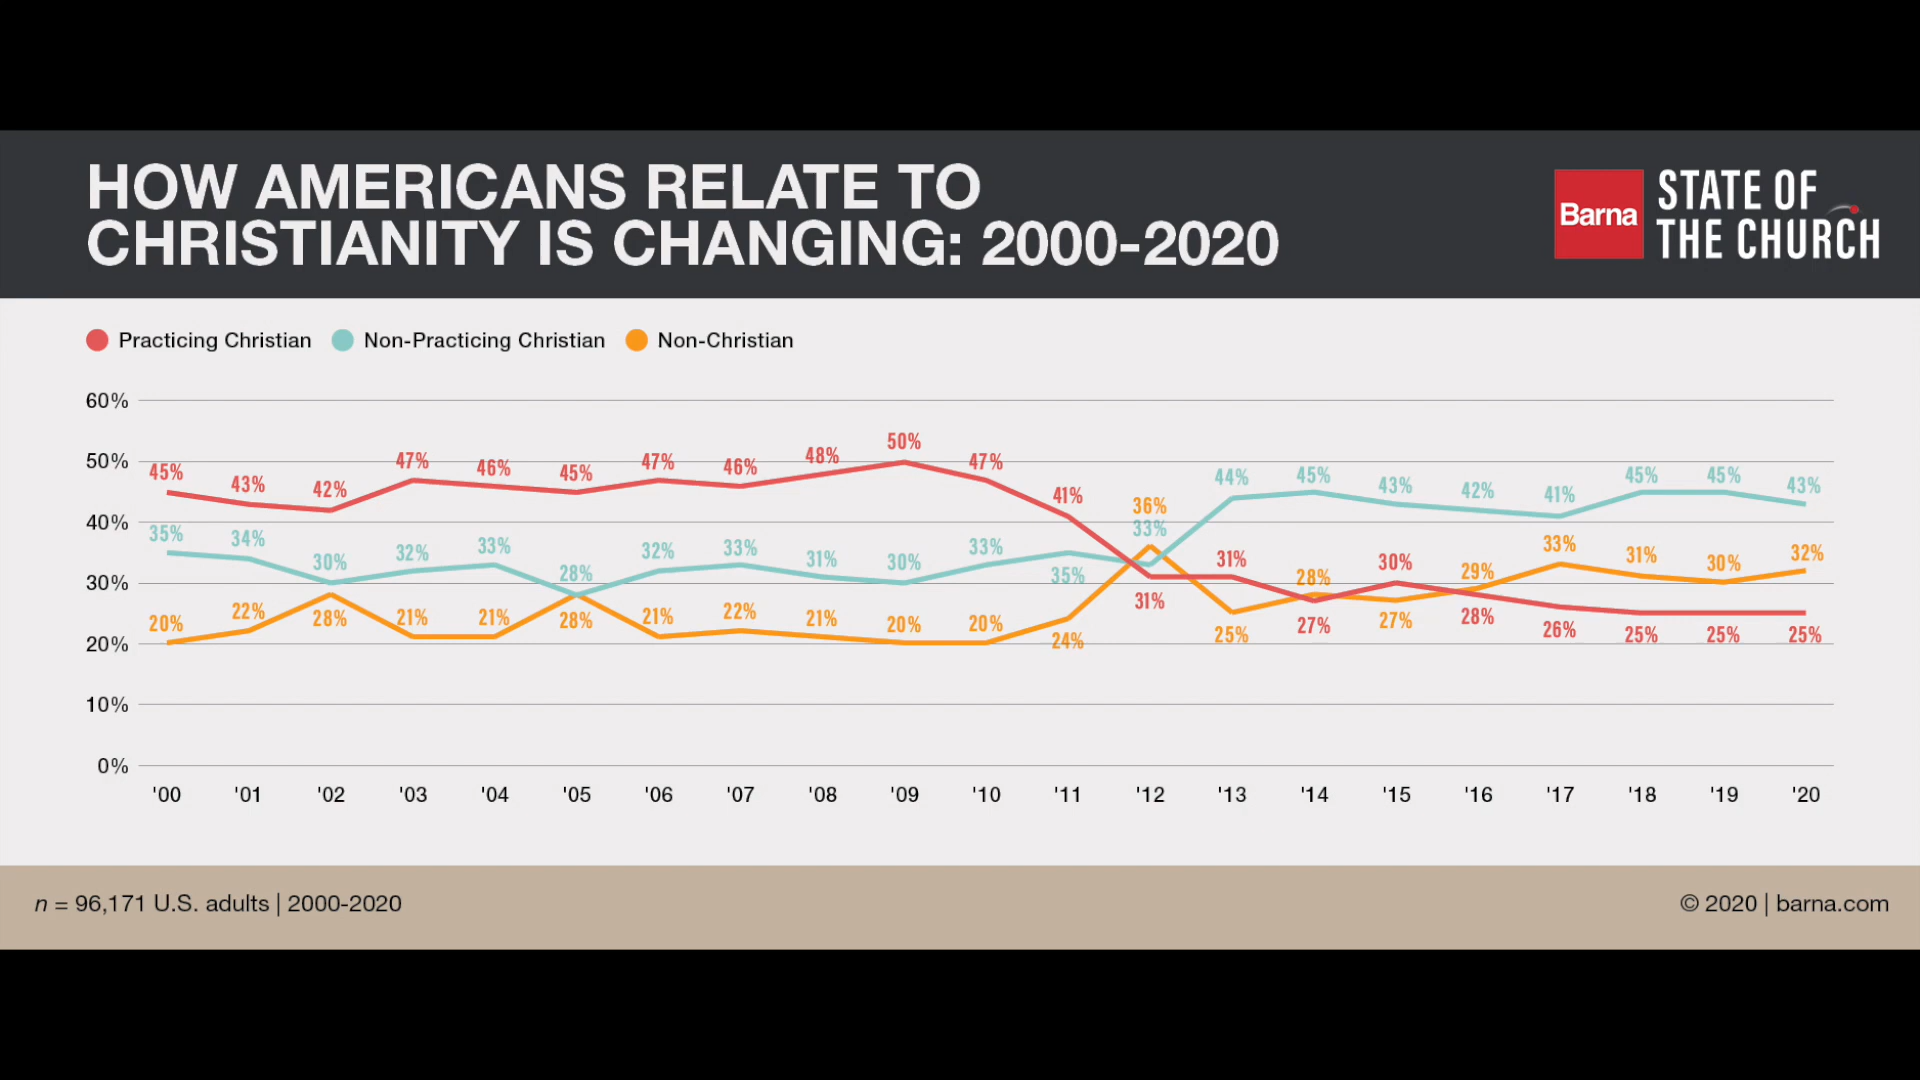 HOW AMERICANS RELATE TO
CHRISTIANITY IS CHANGING: 2000-2020
Barna
STATE OF
THE CHURCH
Practicing Christian Non-Practicing Christian Non-Christian
60%
50%
40%
30%
20%
10%
0%
45% 43% 42% 47% 46% 45% 47% 46% 48% 50% 47% 41% 31% 31% 27% 30% 28% 26% 25% 25% 25%
35% 34% 30% 32% 33% 28% 32% 33% 31% 30% 33% 35% 33% 44% 45% 43% 42% 41% 45% 45% 43%
20% 22% 28% 21% 21% 28% 21% 22% 21% 20% 20% 24% 36% 25% 28% 27% 29% 33% 31% 30% 32%
'00 '01 '02 '03 '04 '05 '06 '07 '08 '09 '10 '11 '12 '13 '14 '15 '16 '17 '18 '19 '20
n = 96,171 U.S. adults | 2000-2020
© 2020 | barna.com